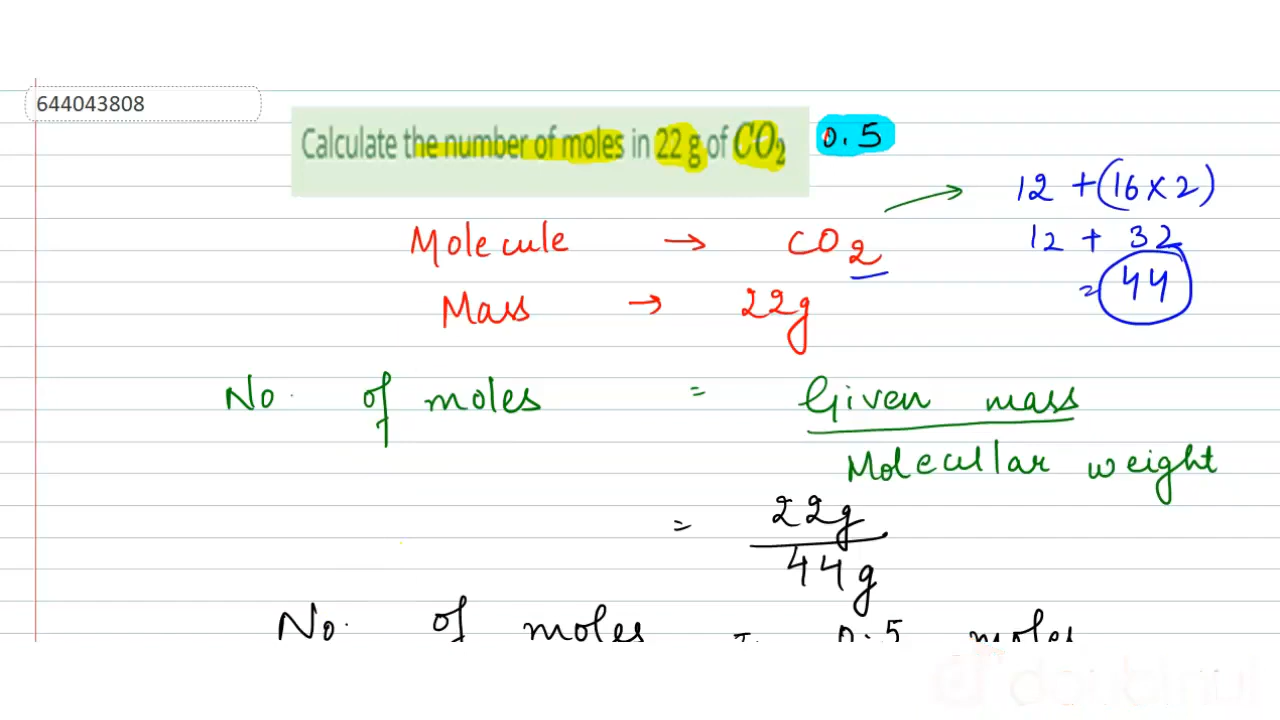 644043808
Calculate the number of moles in 22 g of CO₂ 0.5
12 + (16 × 2)
Molecule → CO₂
12 + 32
= 44
Mass → 22g
No. of moles = Given mass
Molecular weight
= 22g
44g
No. of moles = 0.5 moles
doubtnut